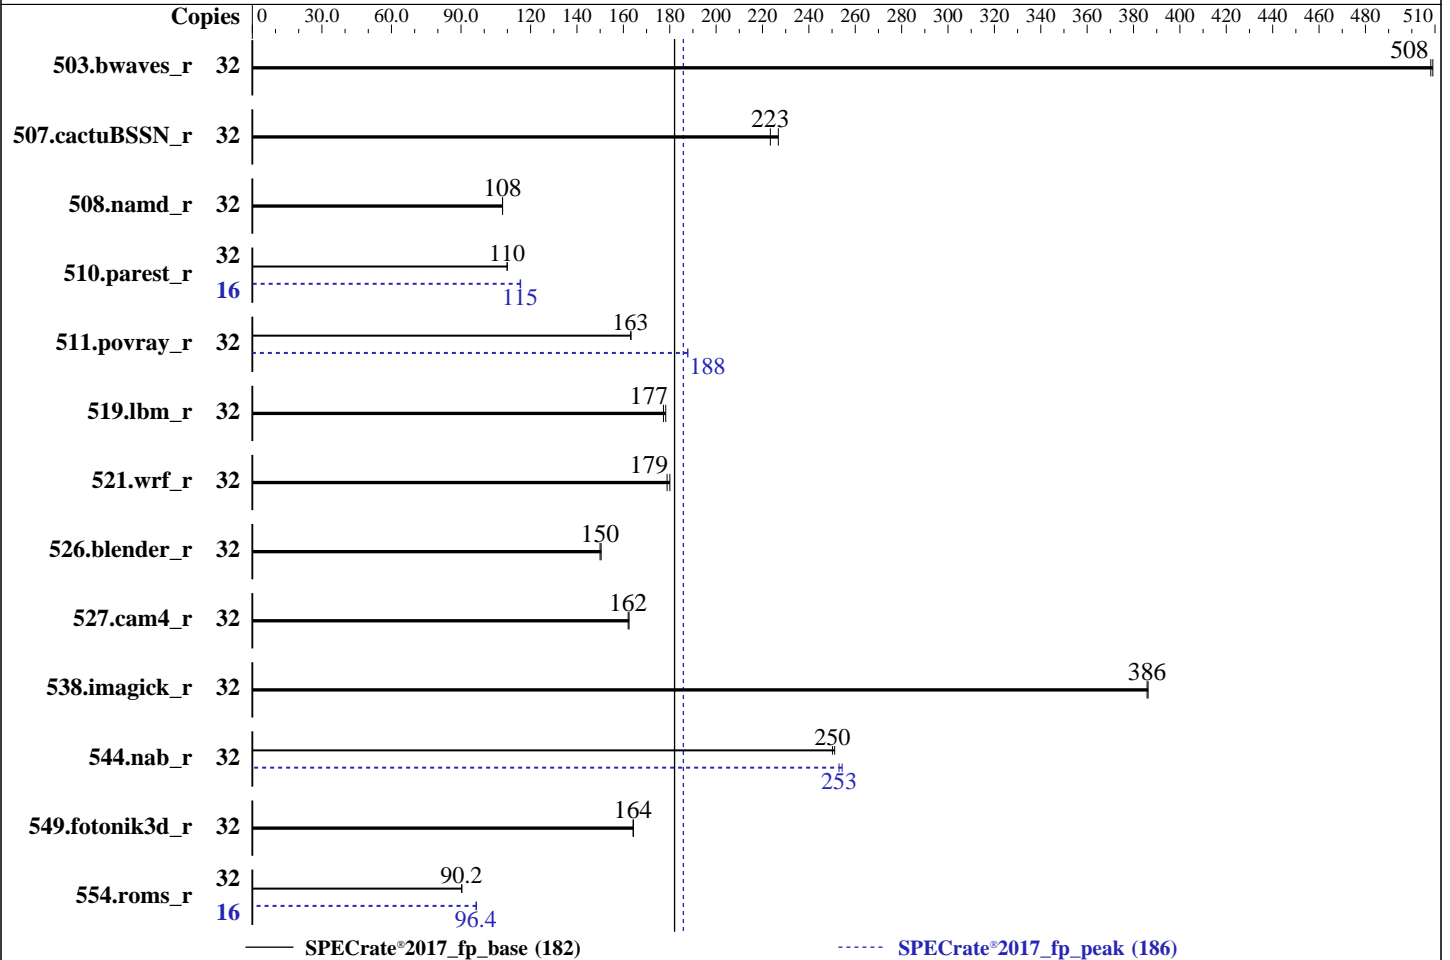 Copies 0 30.0 60.0 90.0 120 140 160 180 200 220 240 260 280 300 320 340 360 380 400 420 440 460 480 510
503.bwaves_r 32 508
507.cactuBSSN_r 32 223
508.namd_r 32 108
510.parest_r 32 110
16 115
511.povray_r 32 163
188
519.lbm_r 32 177
521.wrf_r 32 179
526.blender_r 32 150
527.cam4_r 32 162
538.imagick_r 32 386
544.nab_r 32 250
253
549.fotonik3d_r 32 164
554.roms_r 32 90.2
16 96.4
SPECrate®2017_fp_base (182) SPECrate®2017_fp_peak (186)